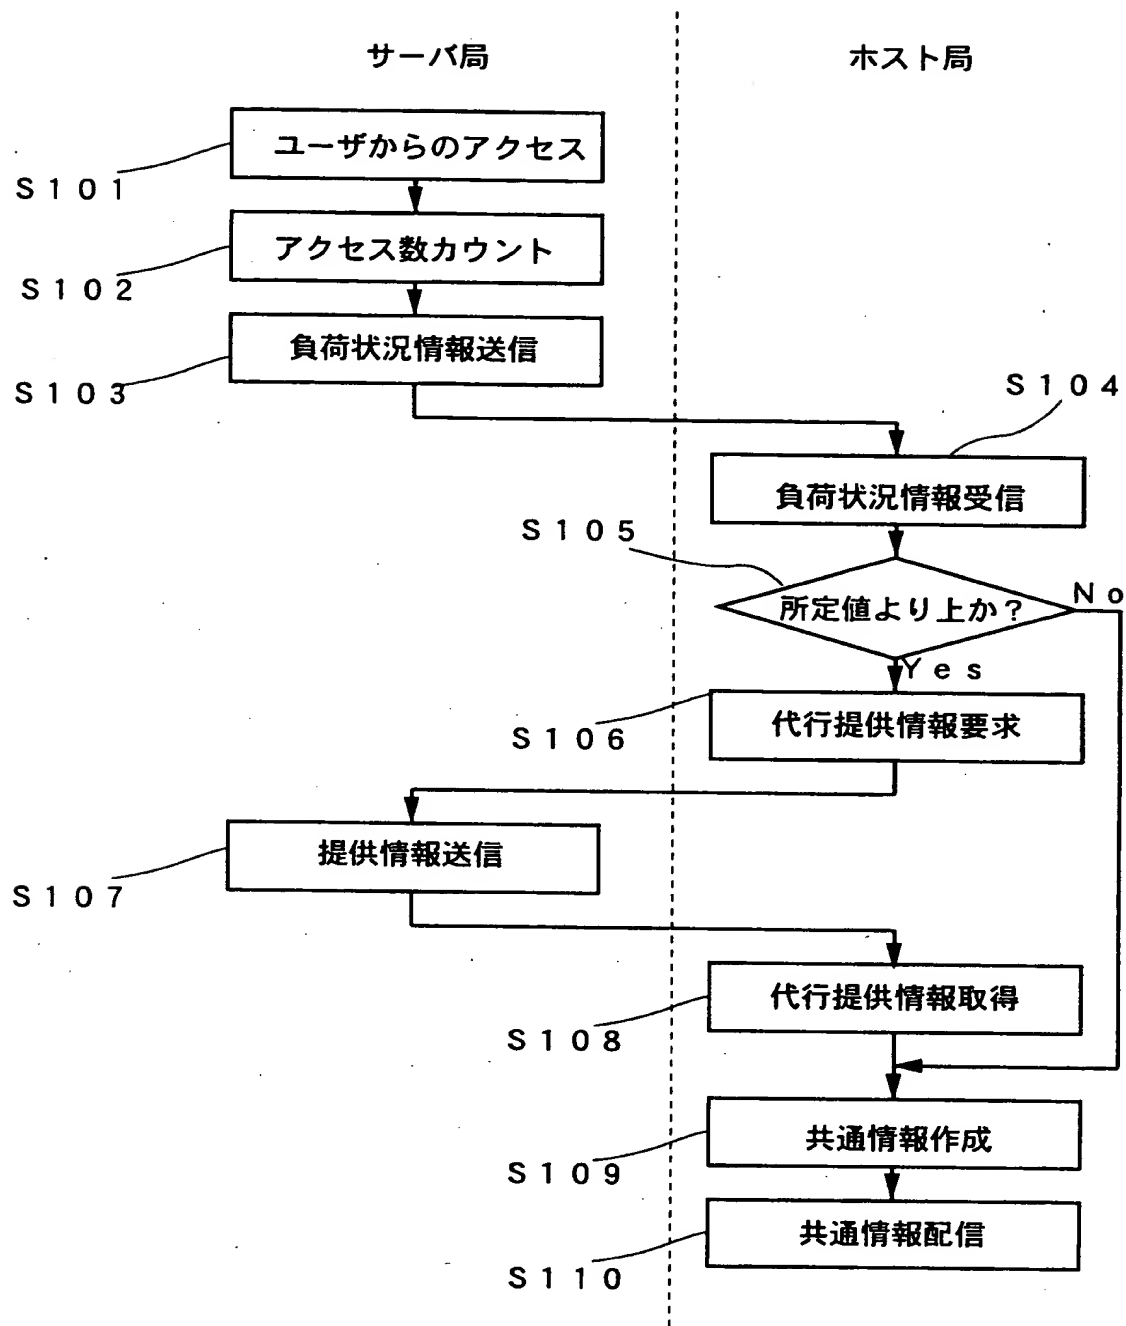 サーバ局
ホスト局
ユーザからのアクセス
S101
アクセス数カウント
S102
負荷状況情報送信
S103
S104
負荷状況情報受信
S105
所定値より上か?
No
Yes
代行提供情報要求
S106
提供情報送信
S107
代行提供情報取得
S108
共通情報作成
S109
共通情報配信
S110